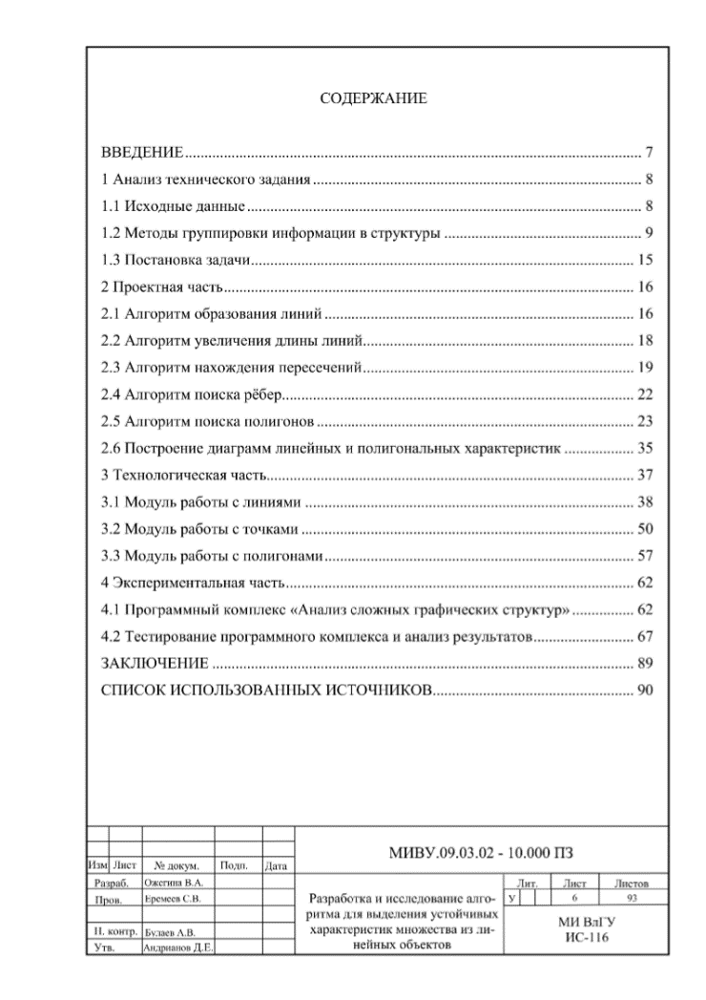 СОДЕРЖАНИЕ
ВВЕДЕНИЕ........ 7
1 Анализ технического задания........ 8
1.1 Исходные данные........ 8
1.2 Методы группировки информации в структуры ........ 9
1.3 Постановка задачи........ 15
2 Проектная часть........ 16
2.1 Алгоритм образования линий........ 16
2.2 Алгоритм увеличения длины линий........ 18
2.3 Алгоритм нахождения пересечений........ 19
2.4 Алгоритм поиска рёбер........ 22
2.5 Алгоритм поиска полигонов........ 23
2.6 Построение диаграмм линейных и полигональных характеристик ........ 35
3 Технологическая часть........ 37
3.1 Модуль работы с линиями ........ 38
3.2 Модуль работы с точками ........ 50
3.3 Модуль работы с полигонами........ 57
4 Экспериментальная часть........ 62
4.1 Программный комплекс «Анализ сложных графических структур»........ 62
4.2 Тестирование программного комплекса и анализ результатов........ 67
ЗАКЛЮЧЕНИЕ ........ 89
СПИСОК ИСПОЛЬЗОВАННЫХ ИСТОЧНИКОВ........ 90
МИВУ.09.03.02 - 10.000 ПЗ
Изм Лист № докум. Подп. Дата
Разраб. Ожегина В.А.
Пров. Еремеев С.В.
Н. контр. Булаев А.В.
Утв. Андрианов Д.Е.
Разработка и исследование алго-
ритма для выделения устойчивых
характеристик множества из ли-
нейных объектов
Лит. Лист Листов
У 6 93
МИ ВлГУ
ИС-116